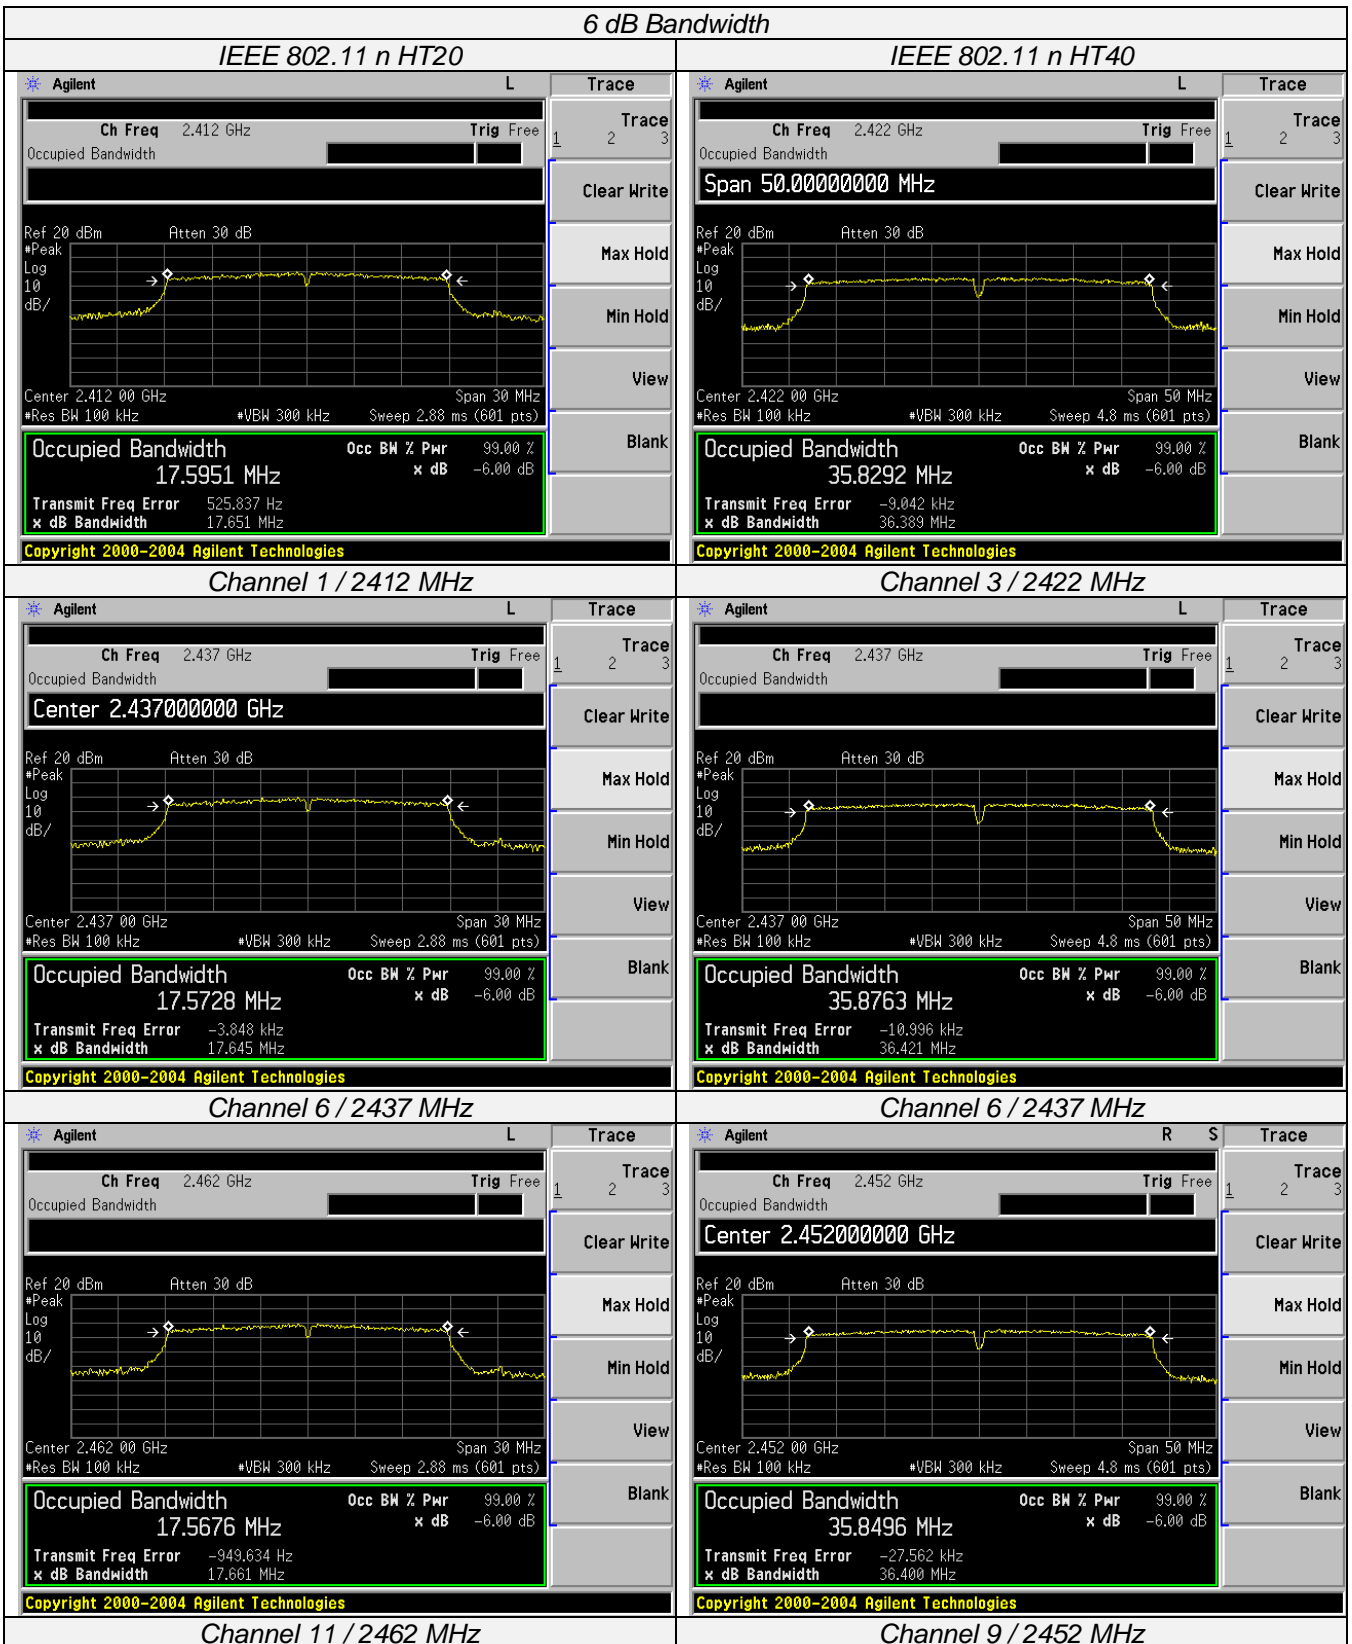 6 dB Bandwidth
IEEE 802.11 n HT20
IEEE 802.11 n HT40
Agilent L Trace
Ch Freq 2.412 GHz Trig Free
Occupied Bandwidth
Trace
1 2 3
Clear Write
Max Hold
Min Hold
View
Blank
Ref 20 dBm Atten 30 dB
#Peak
Log
10
dB/
Center 2.412 00 GHz Span 30 MHz
#Res BW 100 kHz #VBW 300 kHz Sweep 2.88 ms (601 pts)
Occupied Bandwidth Occ BW % Pwr 99.00 %
17.5951 MHz x dB -6.00 dB
Transmit Freq Error 525.837 Hz
x dB Bandwidth 17.651 MHz
Copyright 2000-2004 Agilent Technologies
Agilent L Trace
Ch Freq 2.422 GHz Trig Free
Occupied Bandwidth
Span 50.00000000 MHz
Trace
1 2 3
Clear Write
Max Hold
Min Hold
View
Blank
Ref 20 dBm Atten 30 dB
#Peak
Log
10
dB/
Center 2.422 00 GHz Span 50 MHz
#Res BW 100 kHz #VBW 300 kHz Sweep 4.8 ms (601 pts)
Occupied Bandwidth Occ BW % Pwr 99.00 %
35.8292 MHz x dB -6.00 dB
Transmit Freq Error -9.042 kHz
x dB Bandwidth 36.389 MHz
Copyright 2000-2004 Agilent Technologies
Channel 1 / 2412 MHz
Channel 3 / 2422 MHz
Agilent L Trace
Ch Freq 2.437 GHz Trig Free
Occupied Bandwidth
Center 2.437000000 GHz
Trace
1 2 3
Clear Write
Max Hold
Min Hold
View
Blank
Ref 20 dBm Atten 30 dB
#Peak
Log
10
dB/
Center 2.437 00 GHz Span 30 MHz
#Res BW 100 kHz #VBW 300 kHz Sweep 2.88 ms (601 pts)
Occupied Bandwidth Occ BW % Pwr 99.00 %
17.5728 MHz x dB -6.00 dB
Transmit Freq Error -3.848 kHz
x dB Bandwidth 17.645 MHz
Copyright 2000-2004 Agilent Technologies
Agilent L Trace
Ch Freq 2.437 GHz Trig Free
Occupied Bandwidth
Trace
1 2 3
Clear Write
Max Hold
Min Hold
View
Blank
Ref 20 dBm Atten 30 dB
#Peak
Log
10
dB/
Center 2.437 00 GHz Span 50 MHz
#Res BW 100 kHz #VBW 300 kHz Sweep 4.8 ms (601 pts)
Occupied Bandwidth Occ BW % Pwr 99.00 %
35.8763 MHz x dB -6.00 dB
Transmit Freq Error -10.996 kHz
x dB Bandwidth 36.421 MHz
Copyright 2000-2004 Agilent Technologies
Channel 6 / 2437 MHz
Channel 6 / 2437 MHz
Agilent L Trace
Ch Freq 2.462 GHz Trig Free
Occupied Bandwidth
Trace
1 2 3
Clear Write
Max Hold
Min Hold
View
Blank
Ref 20 dBm Atten 30 dB
#Peak
Log
10
dB/
Center 2.462 00 GHz Span 30 MHz
#Res BW 100 kHz #VBW 300 kHz Sweep 2.88 ms (601 pts)
Occupied Bandwidth Occ BW % Pwr 99.00 %
17.5676 MHz x dB -6.00 dB
Transmit Freq Error -949.634 Hz
x dB Bandwidth 17.661 MHz
Copyright 2000-2004 Agilent Technologies
Agilent R S Trace
Ch Freq 2.452 GHz Trig Free
Occupied Bandwidth
Center 2.452000000 GHz
Trace
1 2 3
Clear Write
Max Hold
Min Hold
View
Blank
Ref 20 dBm Atten 30 dB
#Peak
Log
10
dB/
Center 2.452 00 GHz Span 50 MHz
#Res BW 100 kHz #VBW 300 kHz Sweep 4.8 ms (601 pts)
Occupied Bandwidth Occ BW % Pwr 99.00 %
35.8496 MHz x dB -6.00 dB
Transmit Freq Error -27.562 kHz
x dB Bandwidth 36.400 MHz
Copyright 2000-2004 Agilent Technologies
Channel 11 / 2462 MHz
Channel 9 / 2452 MHz